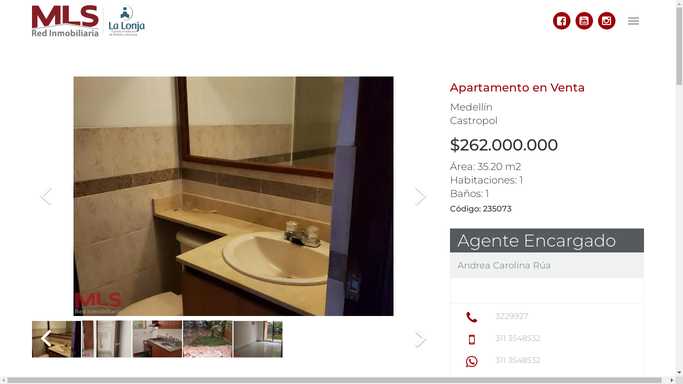 MLS
Red Inmobiliaria
La Lonja
Apartamento en Venta
Medellín
Castropol
$262.000.000
Área: 35.20 m2
Habitaciones: 1
Baños: 1
Código: 235073
MLS
Red Inmobiliaria
Agente Encargado
Andrea Carolina Rúa
3229927
311 3548532
311 3548532